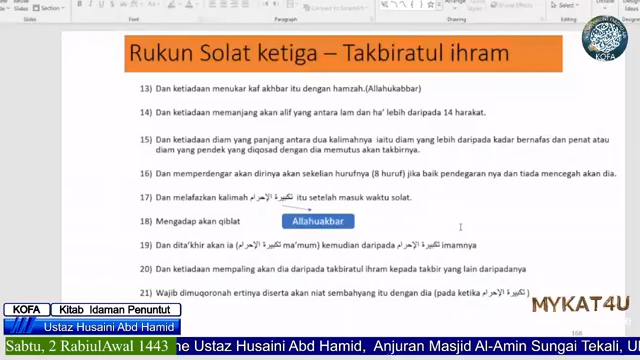 Rukun Solat ketiga – Takbiratul ihram
13) Dan ketiadaan menukar kaf akhbar itu dengan hamzah.(Allahukabbar)
14) Dan ketiadaan memanjang akan alif yang antara lam dan ha' lebih daripada 14 harakat.
15) Dan ketiadaan diam yang panjang antara dua kalimahnya iaitu diam yang lebih daripada kadar bernafas dan penat atau
diam yang pendek yang diqosad dengan dia memutus akan takbirnya.
16) Dan memperdengar akan dirinya akan sekelian hurufnya (8 huruf) jika baik pendegaran nya dan tiada mencegah akan dia.
17) Dan melafazkan kalimah تكبيرة الإحرام itu setelah masuk waktu solat.
18) Mengadap akan qiblat
Allahuakbar
19) Dan dita'khir akan ia (تكبيرة الإحرام ma'mum) kemudian daripada تكبيرة الإحرام imamnya
20) Dan ketiadaan mempaling akan dia daripada takbiratul ihram kepada takbir yang lain daripadanya
21) Wajib dimuqoronah ertinya diserta akan niat sembahyang itu dengan dia (pada ketika تكبيرة الإحرام)
KOFA
MYKAT4U
168
KOFA Kitab Idaman Penuntut
Ustaz Husaini Abd Hamid
Sabtu, 2 RabiulAwal 1443
ne Ustaz Husaini Abd Hamid, Anjuran Masjid Al-Amin Sungai Tekali, U